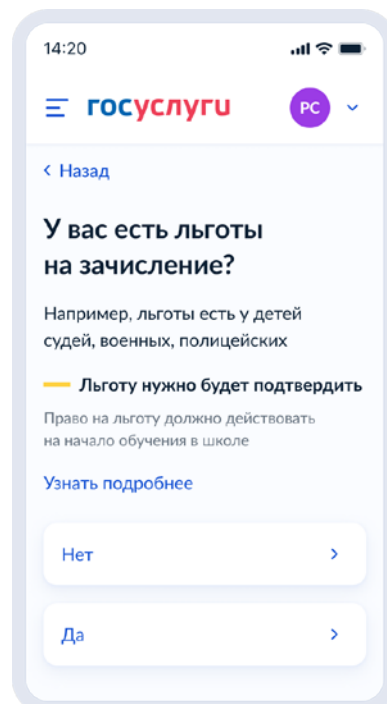 14:20
госуслуги
РС
Назад
У вас есть льготы
на зачисление?
Например, льготы есть у детей
судей, военных, полицейских
Льготу нужно будет подтвердить
Право на льготу должно действовать
на начало обучения в школе
Узнать подробнее
Нет
Да